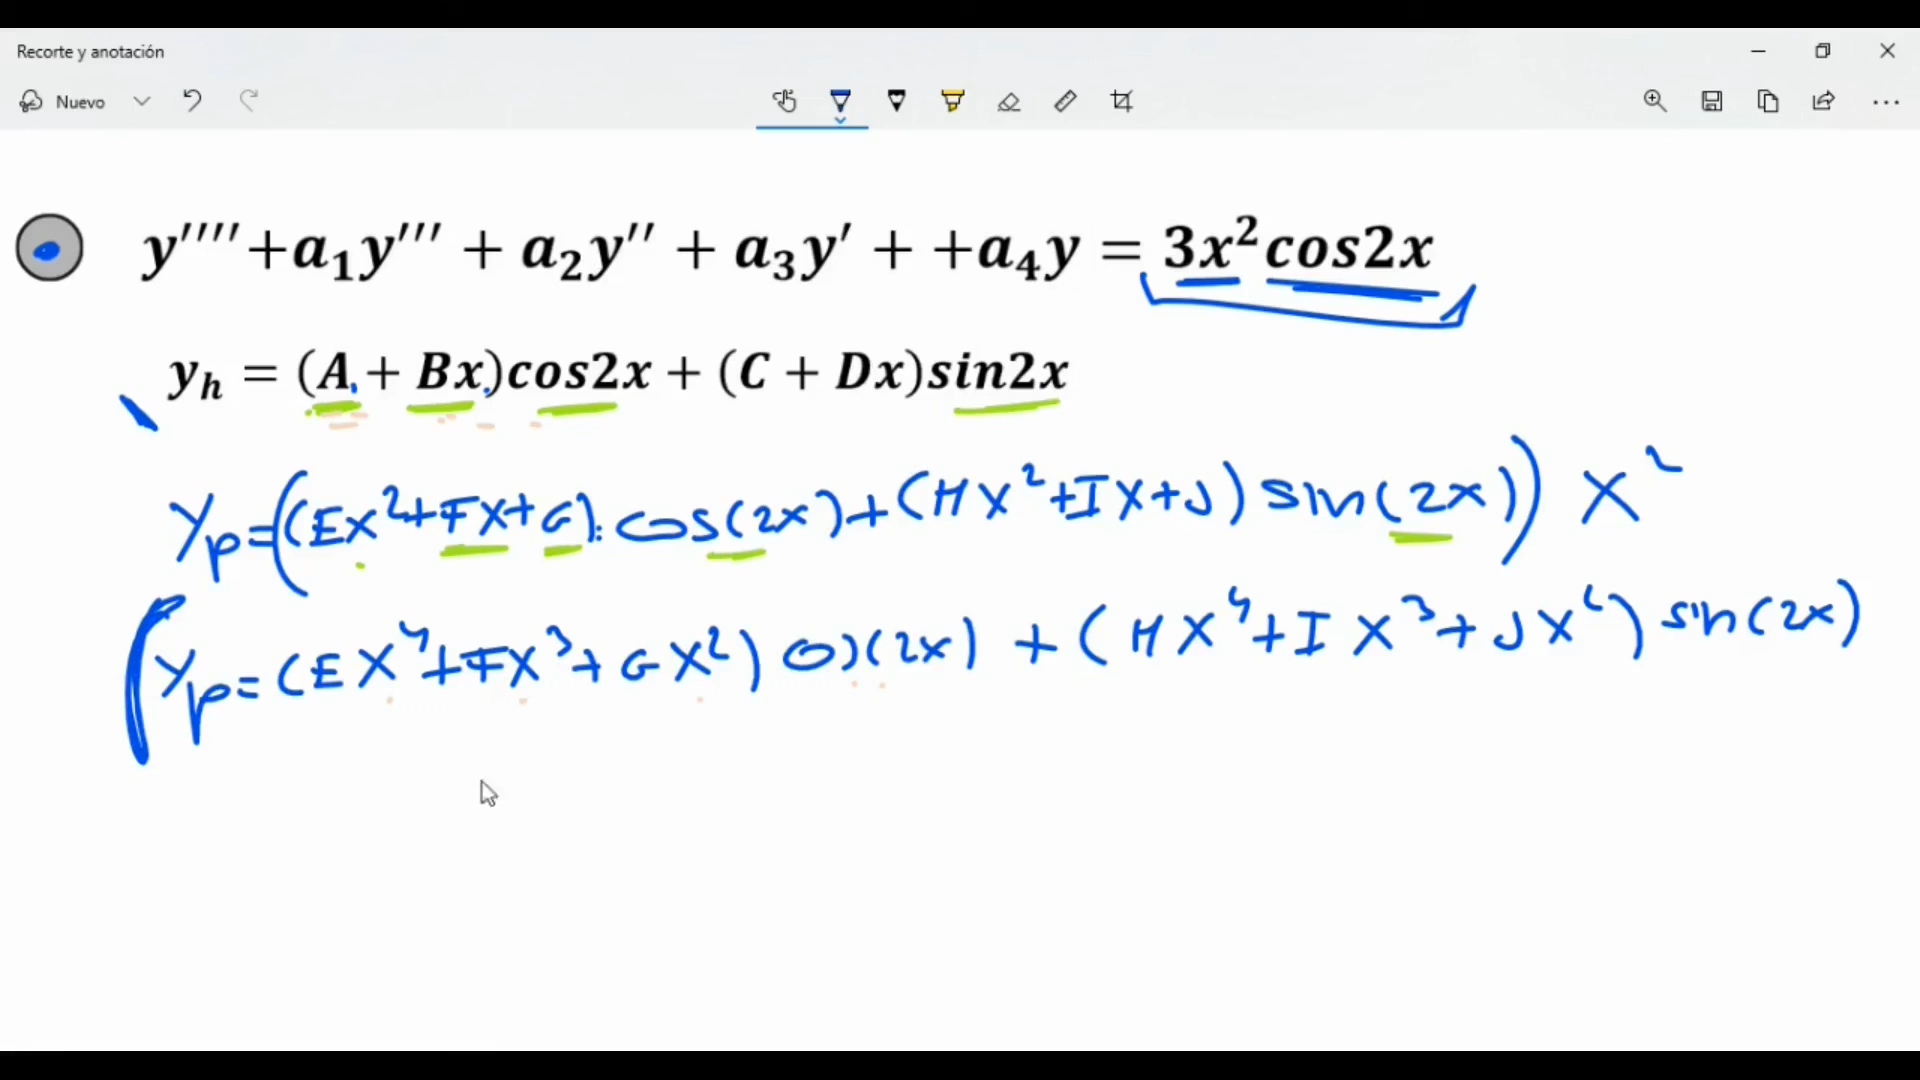 Recorte y anotación
Nuevo
y''''+a₁y''' + a₂y'' + a₃y' + +a₄y = 3x²cos2x
yₕ = (A + Bx)cos2x + (C + Dx)sin2x
Yp=((EX²+FX+G).cos(2x)+(HX²+IX+J)sin(2x))X²
Yp=(EX⁴+FX³+GX²)cos(2x)+(HX⁴+IX³+JX²)sin(2x)